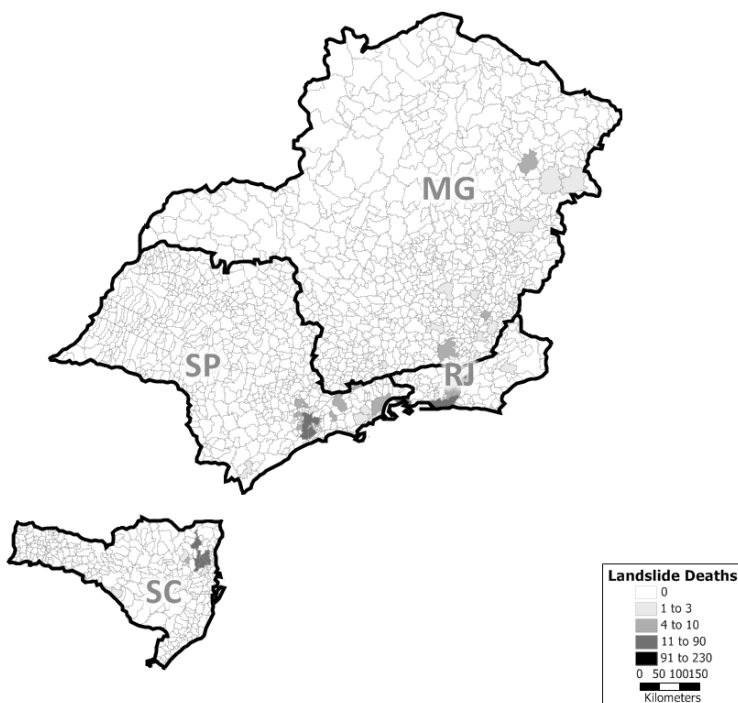 MG
SP
RJ
SC
Landslide Deaths
0
1 to 3
4 to 10
11 to 90
91 to 230
0 50 100150
Kilometers